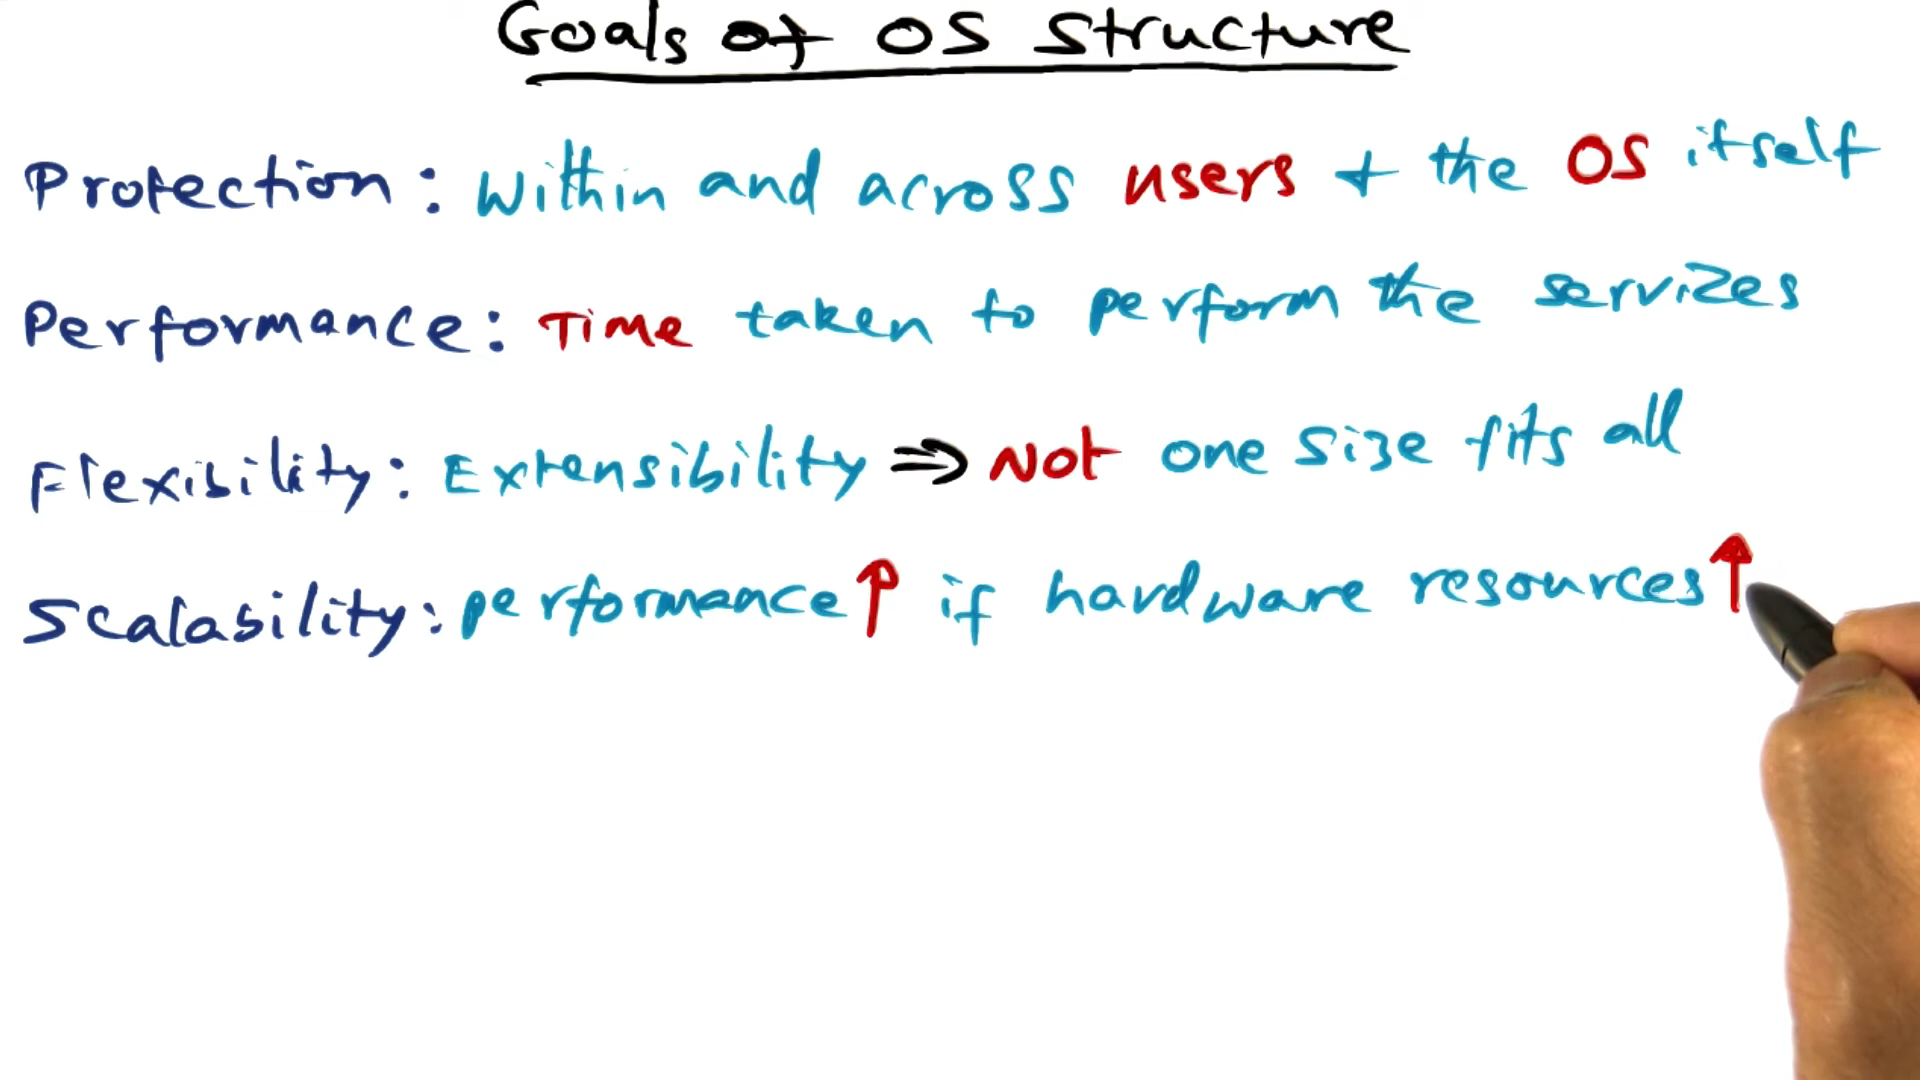 Goals of OS Structure
Protection: Within and across users + the OS itself
Performance: Time taken to perform the services
Flexibility: Extensibility ⇒ Not one size fits all
Scalability: performance ↑ if hardware resources ↑